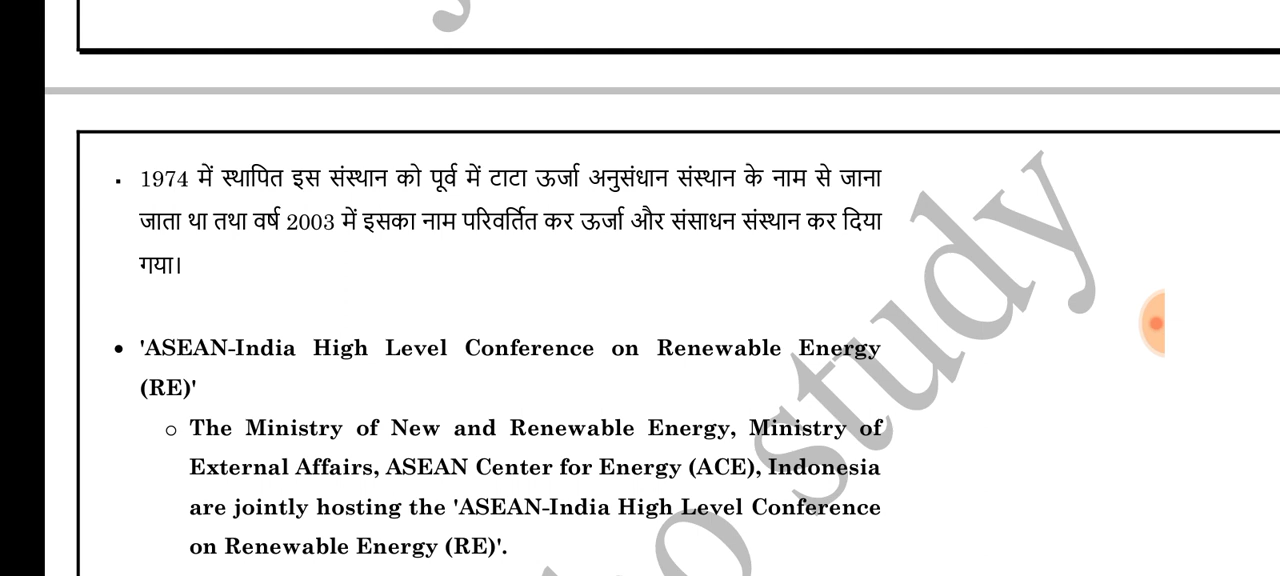 1974 में स्थापित इस संस्थान को पूर्व में टाटा ऊर्जा अनुसंधान संस्थान के नाम से जाना
जाता था तथा वर्ष 2003 में इसका नाम परिवर्तित कर ऊर्जा और संसाधन संस्थान कर दिया
गया।
'ASEAN-India High Level Conference on Renewable Energy
(RE)'
The Ministry of New and Renewable Energy, Ministry of
External Affairs, ASEAN Center for Energy (ACE), Indonesia
are jointly hosting the 'ASEAN-India High Level Conference
on Renewable Energy (RE)'.
study